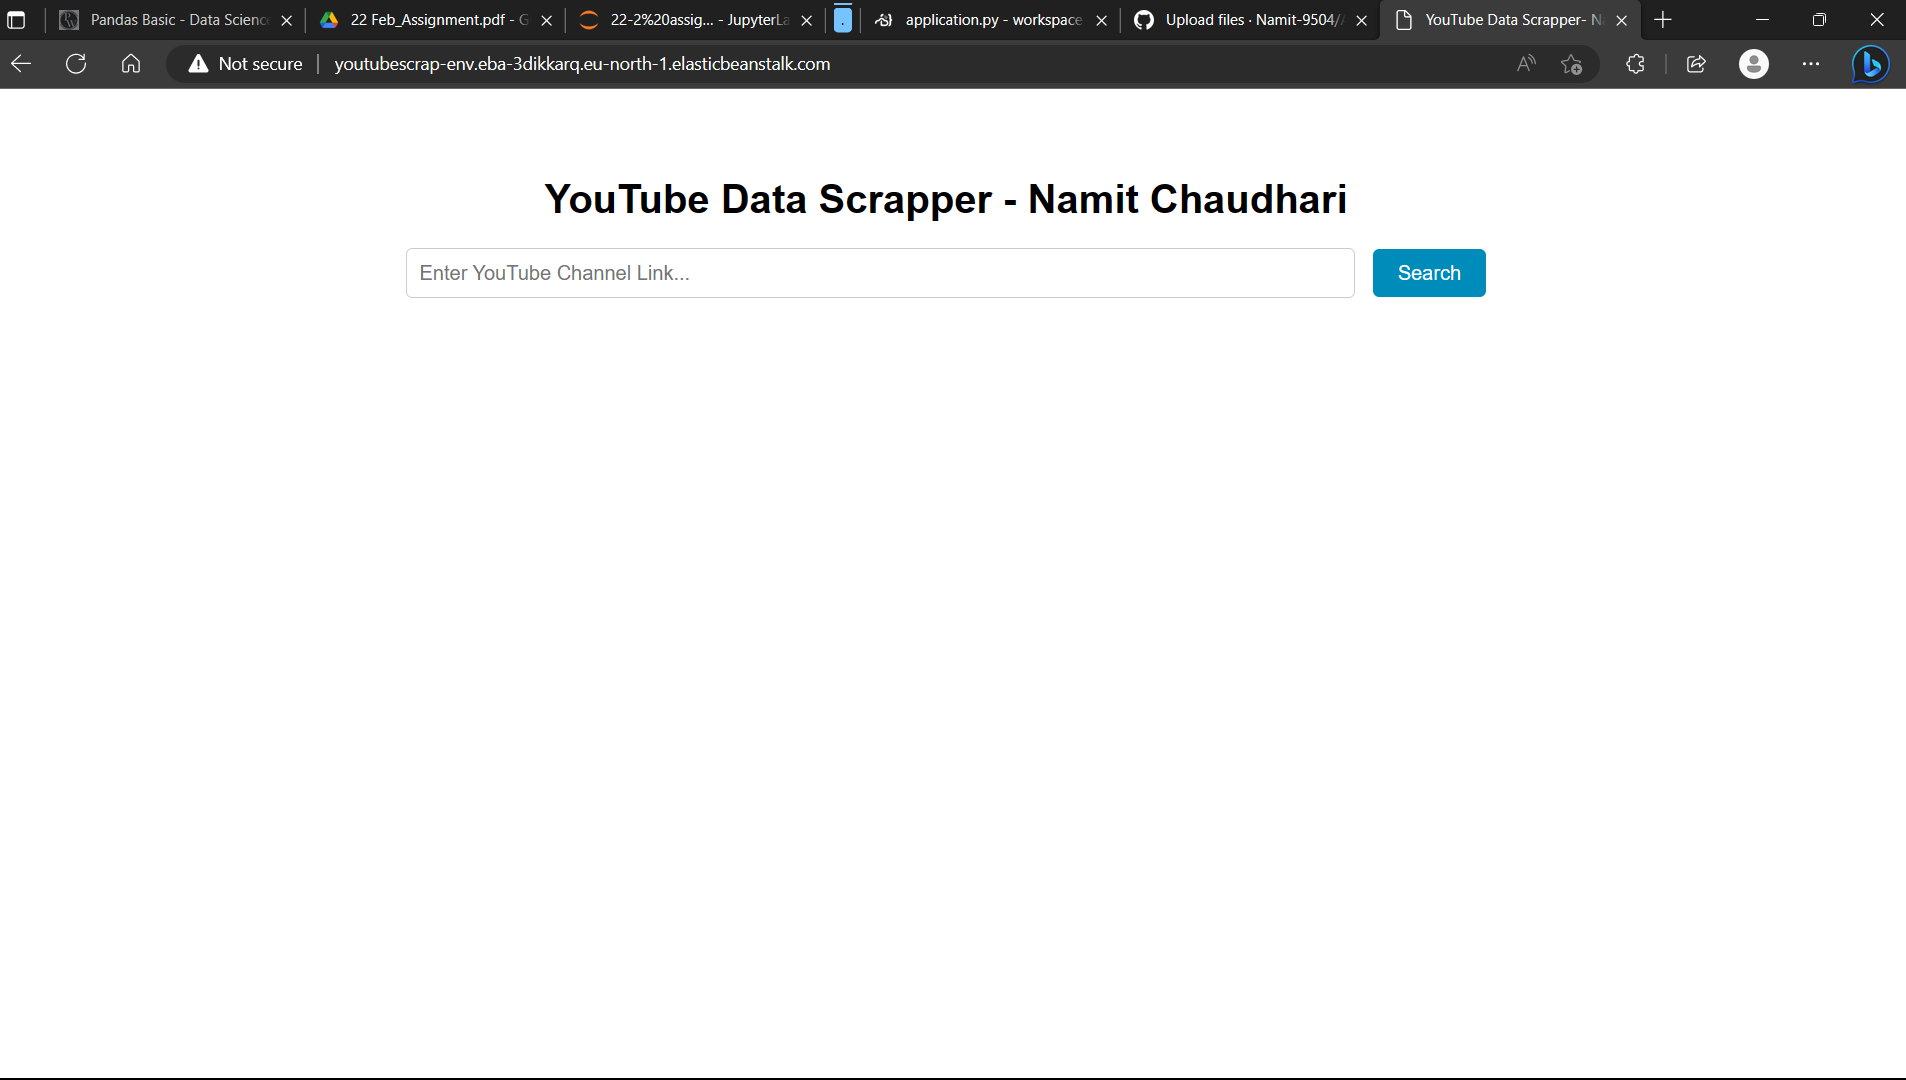 Pandas Basic - Data Science
22 Feb_Assignment.pdf - G
22-2%20assig... - JupyterLa
application.py - workspace
Upload files · Namit-9504/
YouTube Data Scrapper- N
Not secure
youtubescrap-env.eba-3dikkarq.eu-north-1.elasticbeanstalk.com
YouTube Data Scrapper - Namit Chaudhari
Enter YouTube Channel Link...
Search